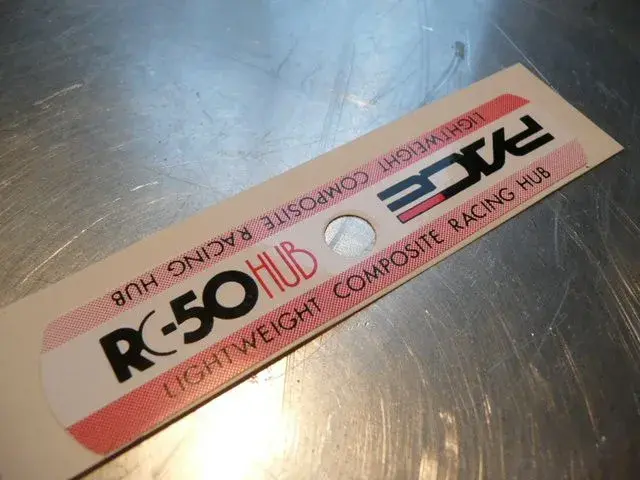 LIGHTWEIGHT COMPOSITE RACING HUB
PACE
RC-50 HUB
LIGHTWEIGHT COMPOSITE RACING HUB